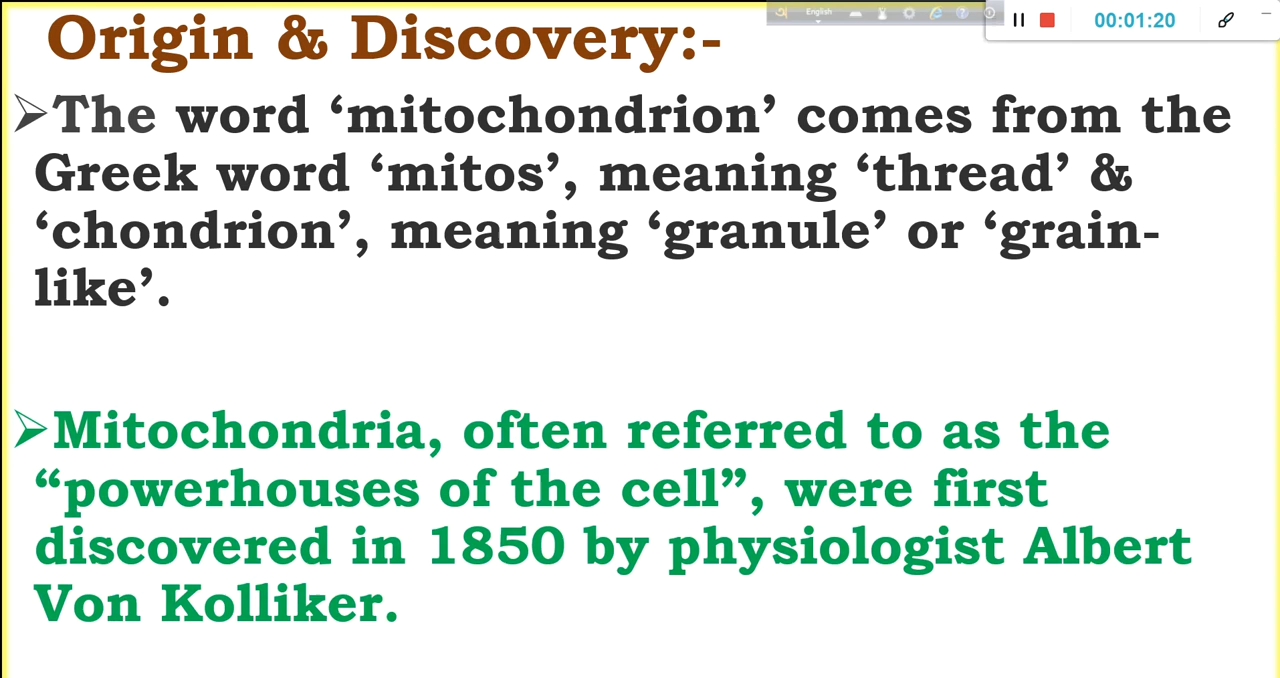 English
00:01:20
Origin & Discovery:-
The word ‘mitochondrion’ comes from the
Greek word ‘mitos’, meaning ‘thread’ &
‘chondrion’, meaning ‘granule’ or ‘grain-
like’.
Mitochondria, often referred to as the
“powerhouses of the cell”, were first
discovered in 1850 by physiologist Albert
Von Kolliker.